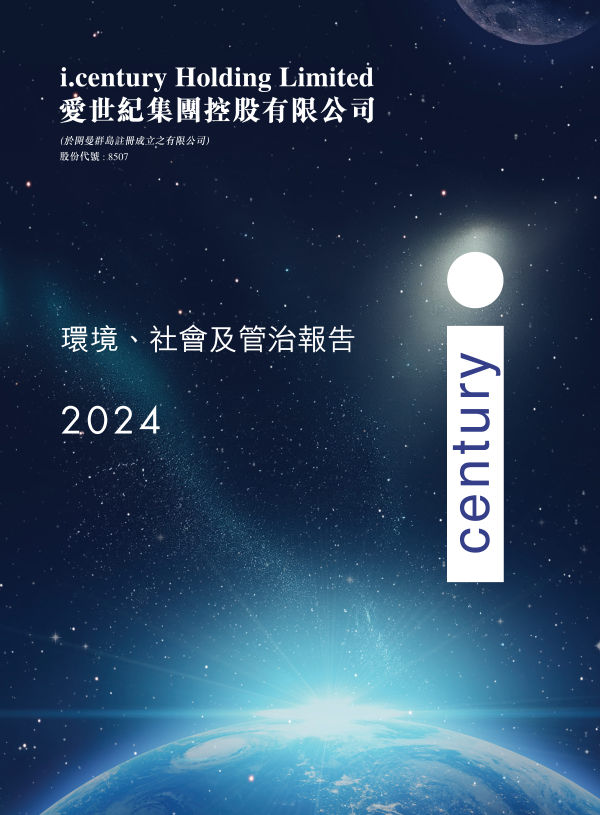 i.century Holding Limited
愛世紀集團控股有限公司
(於開曼群島註冊成立之有限公司)
股份代號 : 8507
環境、社會及管治報告
2024
century